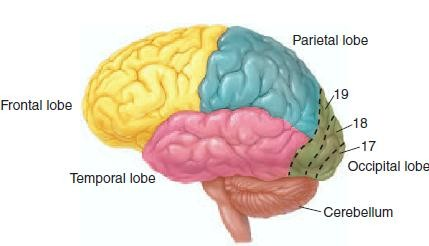 Parietal lobe
Frontal lobe
19
18
17
Occipital lobe
Temporal lobe
Cerebellum